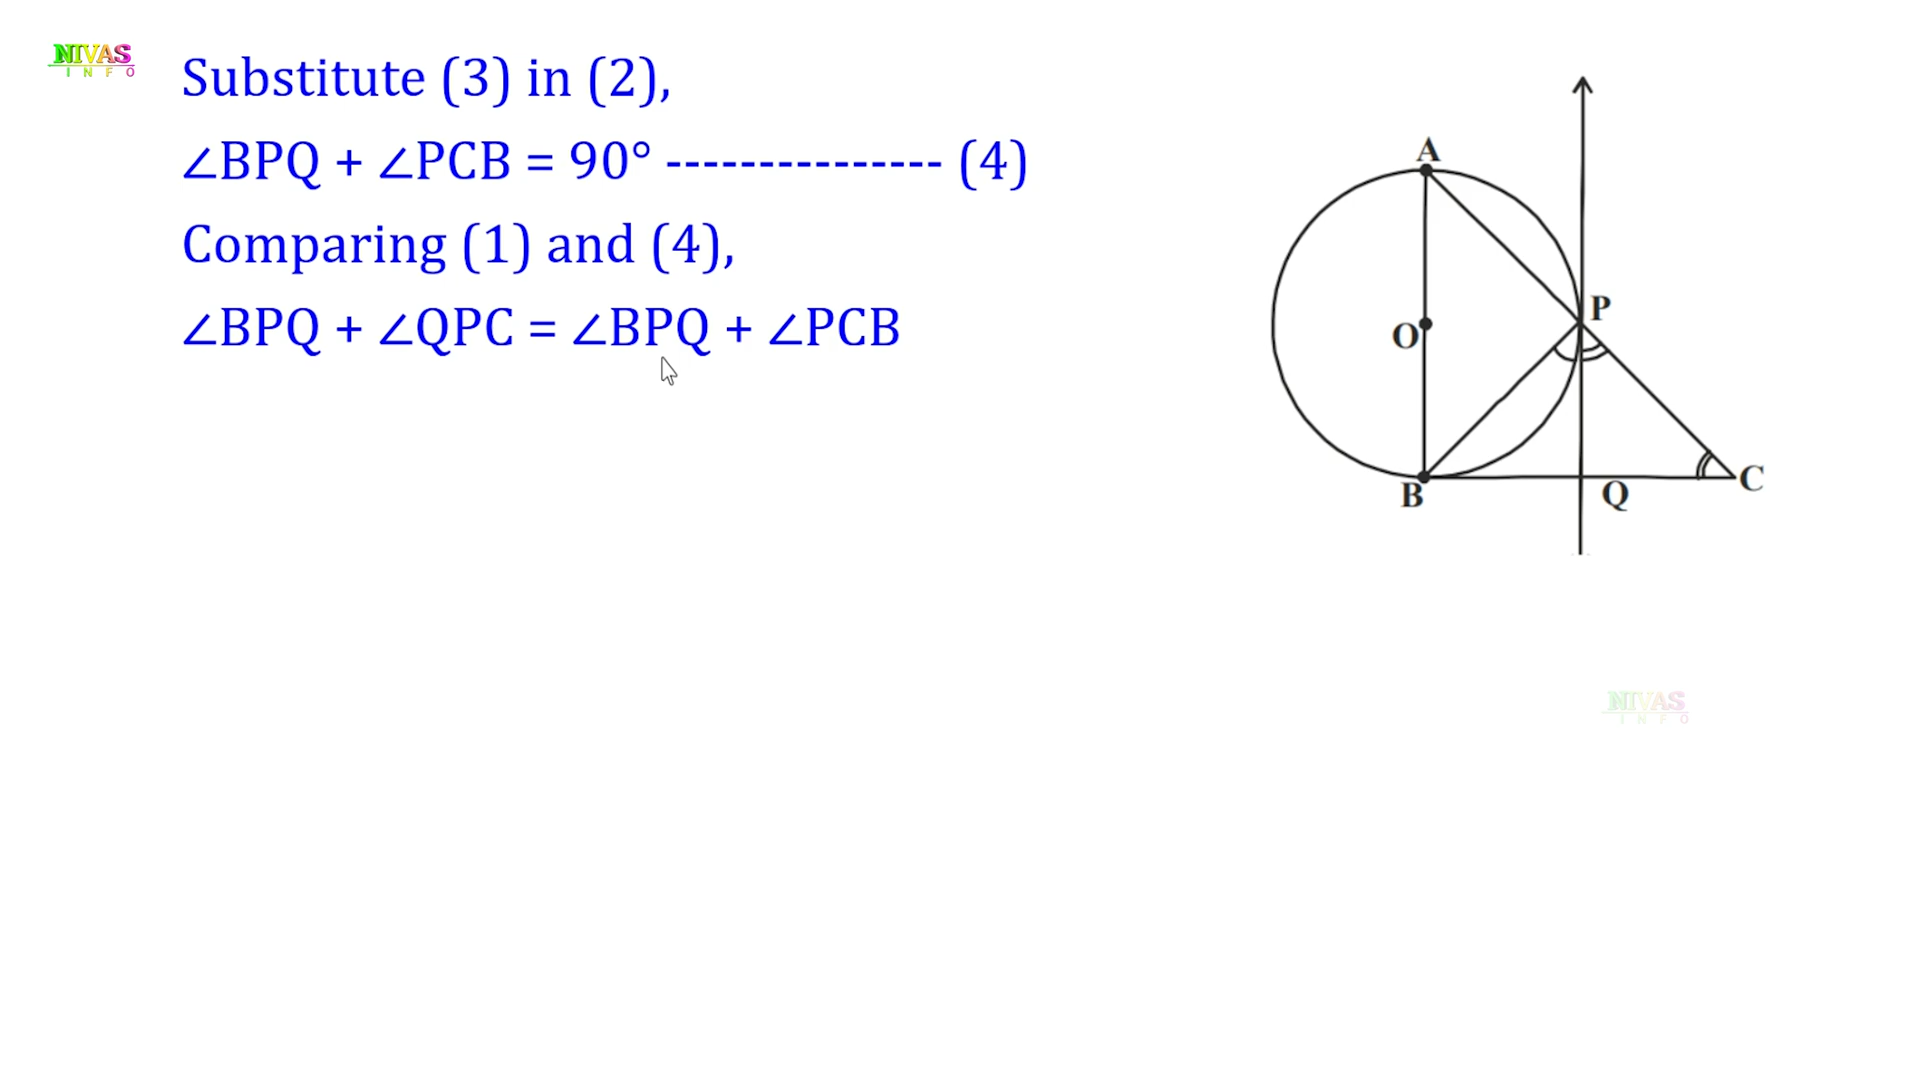 NIVAS
INFO
Substitute (3) in (2),
∠BPQ + ∠PCB = 90° --------------- (4)
Comparing (1) and (4),
∠BPQ + ∠QPC = ∠BPQ + ∠PCB
A
P
O
B
Q
C
NIVAS
INFO